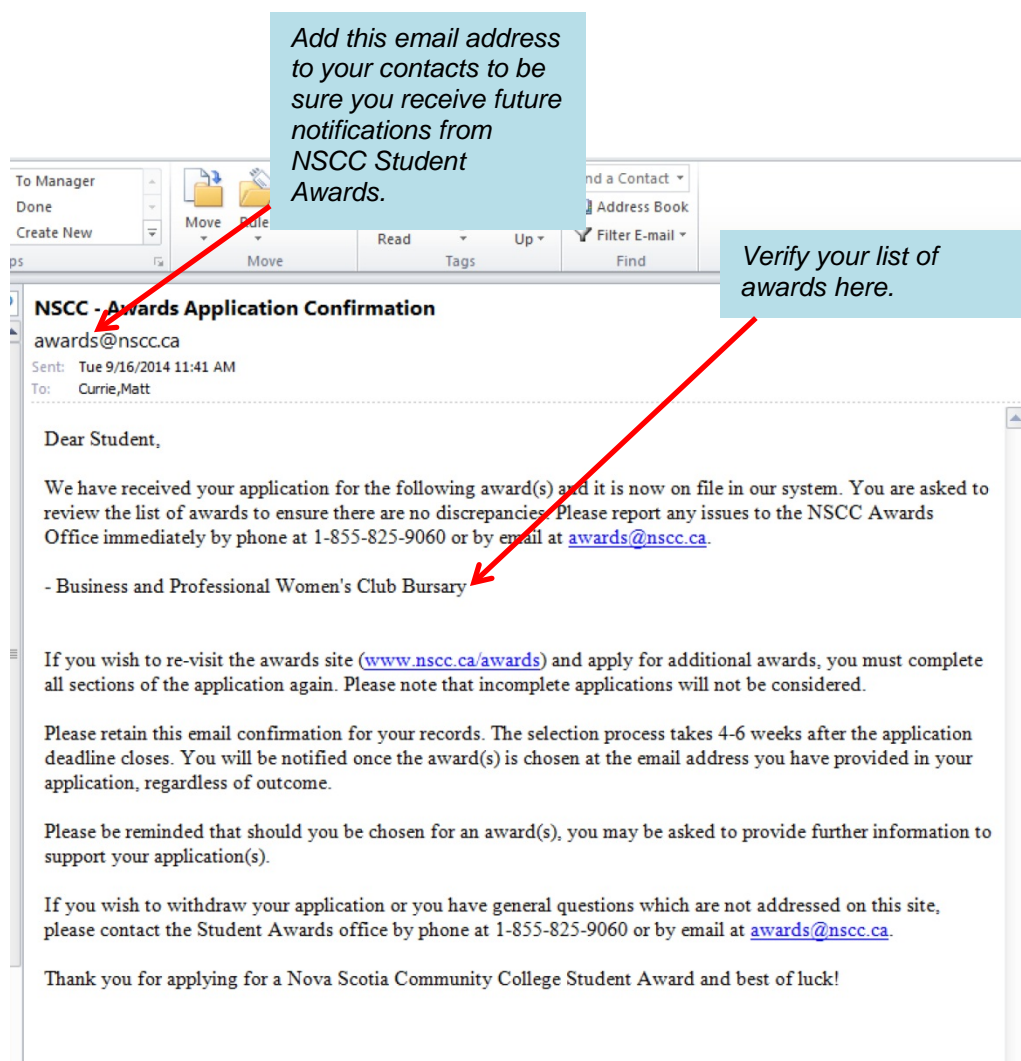 Add this email address
to your contacts to be
sure you receive future
notifications from
NSCC Student
Awards.
To Manager
Done
Create New
Move
Move
Read
Up
Tags
a Contact
Address Book
Filter E-mail
Find
Verify your list of
awards here.
NSCC - Awards Application Confirmation
awards@nscc.ca
Sent: Tue 9/16/2014 11:41 AM
To: Currie,Matt
Dear Student,
We have received your application for the following award(s) and it is now on file in our system. You are asked to
review the list of awards to ensure there are no discrepancies. Please report any issues to the NSCC Awards
Office immediately by phone at 1-855-825-9060 or by email at awards@nscc.ca.
- Business and Professional Women's Club Bursary
If you wish to re-visit the awards site (www.nscc.ca/awards) and apply for additional awards, you must complete
all sections of the application again. Please note that incomplete applications will not be considered.
Please retain this email confirmation for your records. The selection process takes 4-6 weeks after the application
deadline closes. You will be notified once the award(s) is chosen at the email address you have provided in your
application, regardless of outcome.
Please be reminded that should you be chosen for an award(s), you may be asked to provide further information to
support your application(s).
If you wish to withdraw your application or you have general questions which are not addressed on this site,
please contact the Student Awards office by phone at 1-855-825-9060 or by email at awards@nscc.ca.
Thank you for applying for a Nova Scotia Community College Student Award and best of luck!